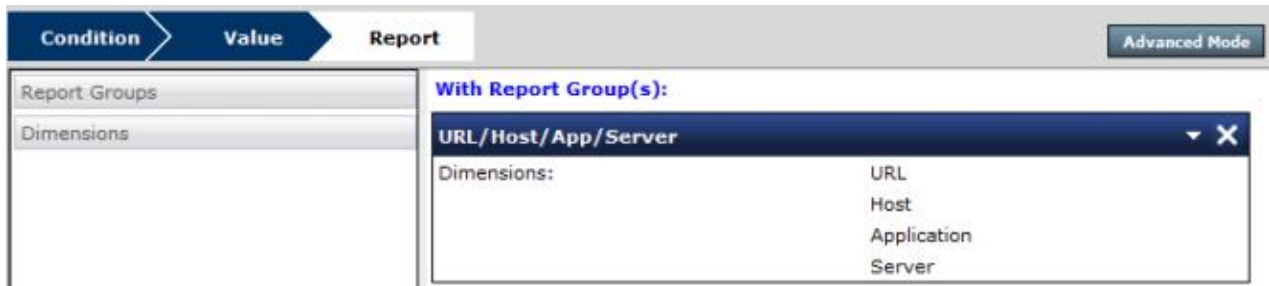 Condition Value Report
Advanced Mode
Report Groups
Dimensions
With Report Group(s):
URL/Host/App/Server
Dimensions: URL
Host
Application
Server